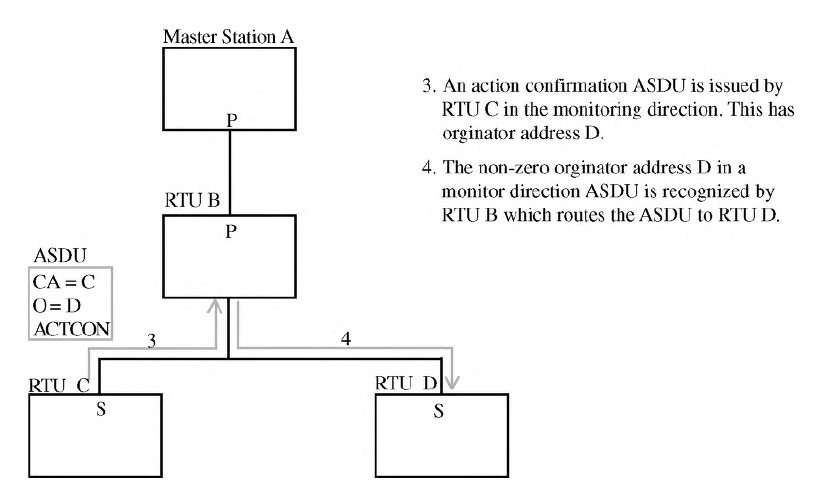 Master Station A
P
3. An action confirmation ASDU is issued by
RTU C in the monitoring direction. This has
orginator address D.
4. The non-zero orginator address D in a
monitor direction ASDU is recognized by
RTU B which routes the ASDU to RTU D.
RTU B
P
ASDU
CA = C
O = D
ACTCON
3
4
RTU C
S
RTU D
S